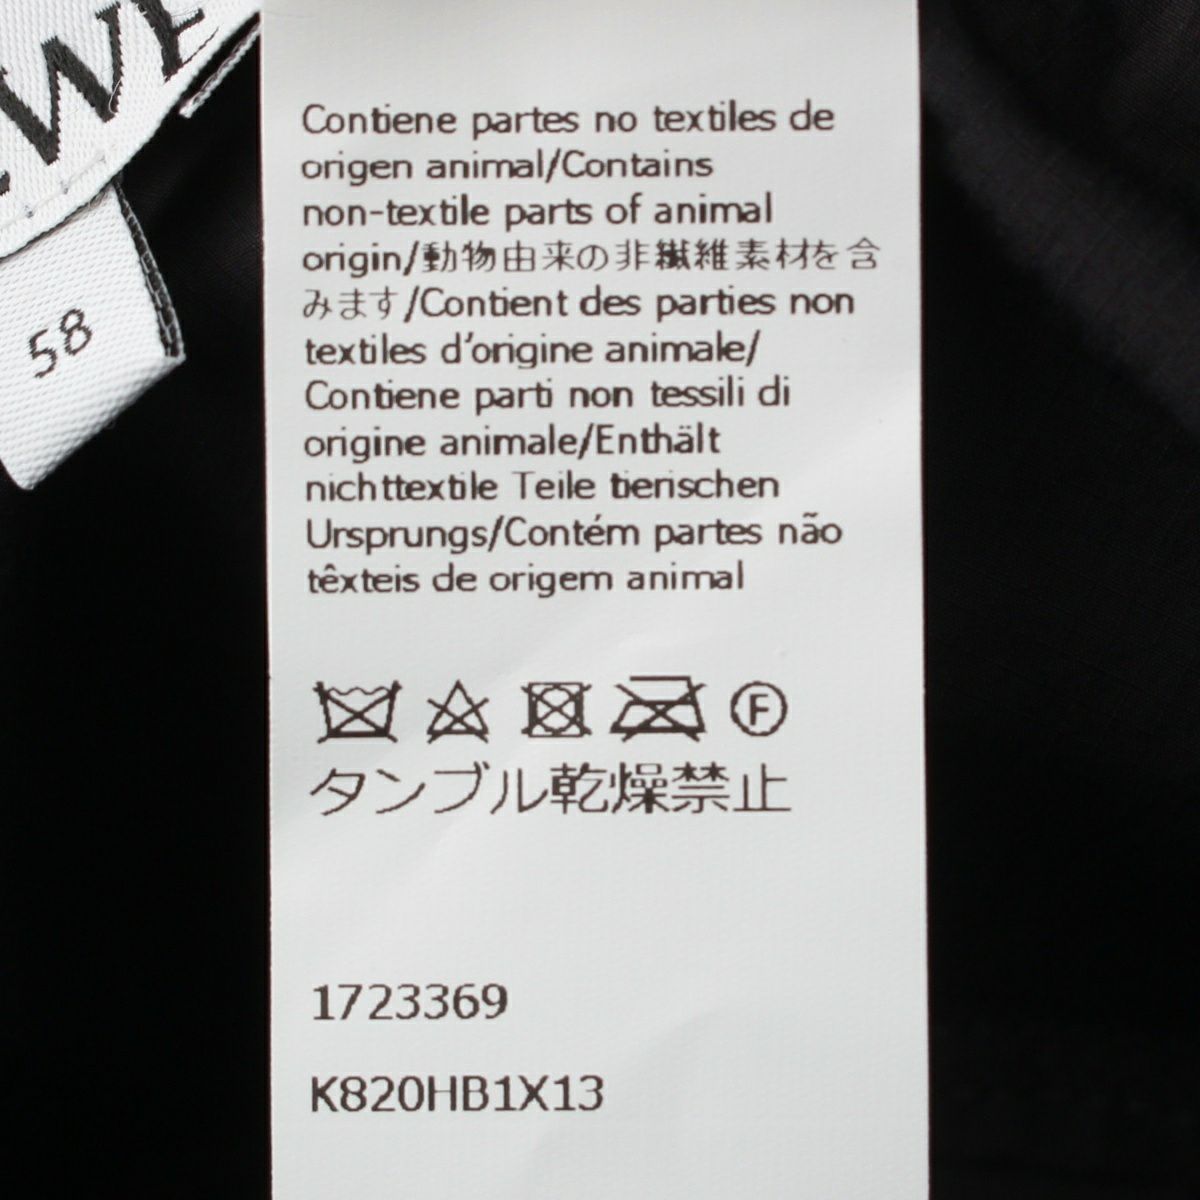 58
Contiene partes no textiles de
origen animal/Contains
non-textile parts of animal
origin/動物由来の非繊維素材を含
みます/Contient des parties non
textiles d’origine animale/
Contiene parti non tessili di
origine animale/Enthält
nichttextile Teile tierischen
Ursprungs/Contém partes não
têxteis de origem animal
F
タンブル乾燥禁止
1723369
K820HB1X13